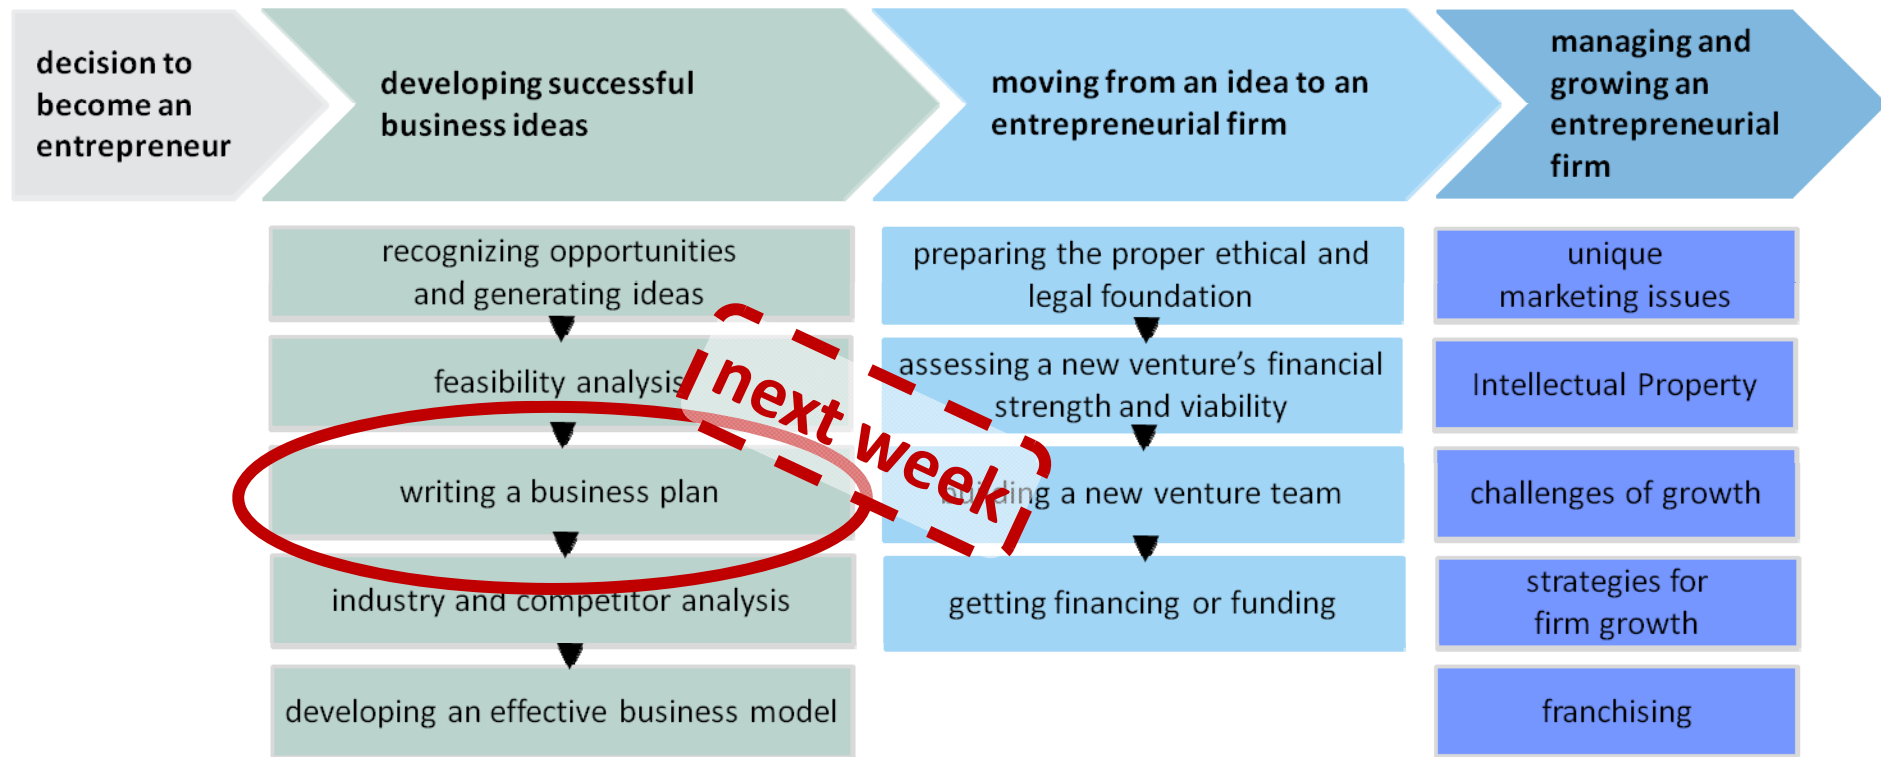 decision to
become an
entrepreneur
developing successful
business ideas
moving from an idea to an
entrepreneurial firm
managing and
growing an
entrepreneurial
firm
recognizing opportunities
and generating ideas
feasibility analysis
writing a business plan
industry and competitor analysis
developing an effective business model
next week
preparing the proper ethical and
legal foundation
assessing a new venture's financial
strength and viability
building a new venture team
getting financing or funding
unique
marketing issues
Intellectual Property
challenges of growth
strategies for
firm growth
franchising